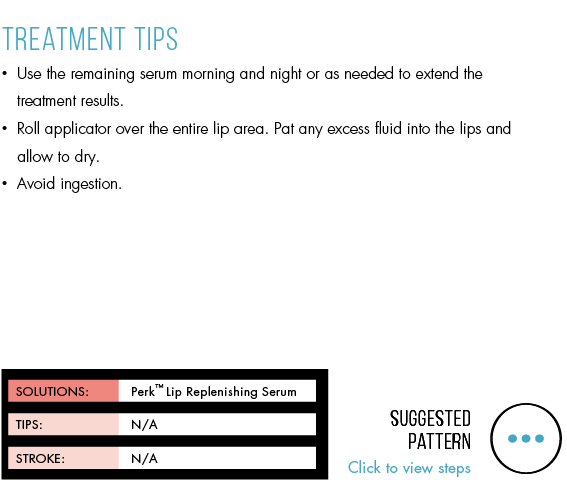 TREATMENT TIPS
• Use the remaining serum morning and night or as needed to extend the
treatment results.
• Roll applicator over the entire lip area. Pat any excess fluid into the lips and
allow to dry.
• Avoid ingestion.
SOLUTIONS: Perk™ Lip Replenishing Serum
TIPS: N/A
STROKE: N/A
SUGGESTED
PATTERN
Click to view steps